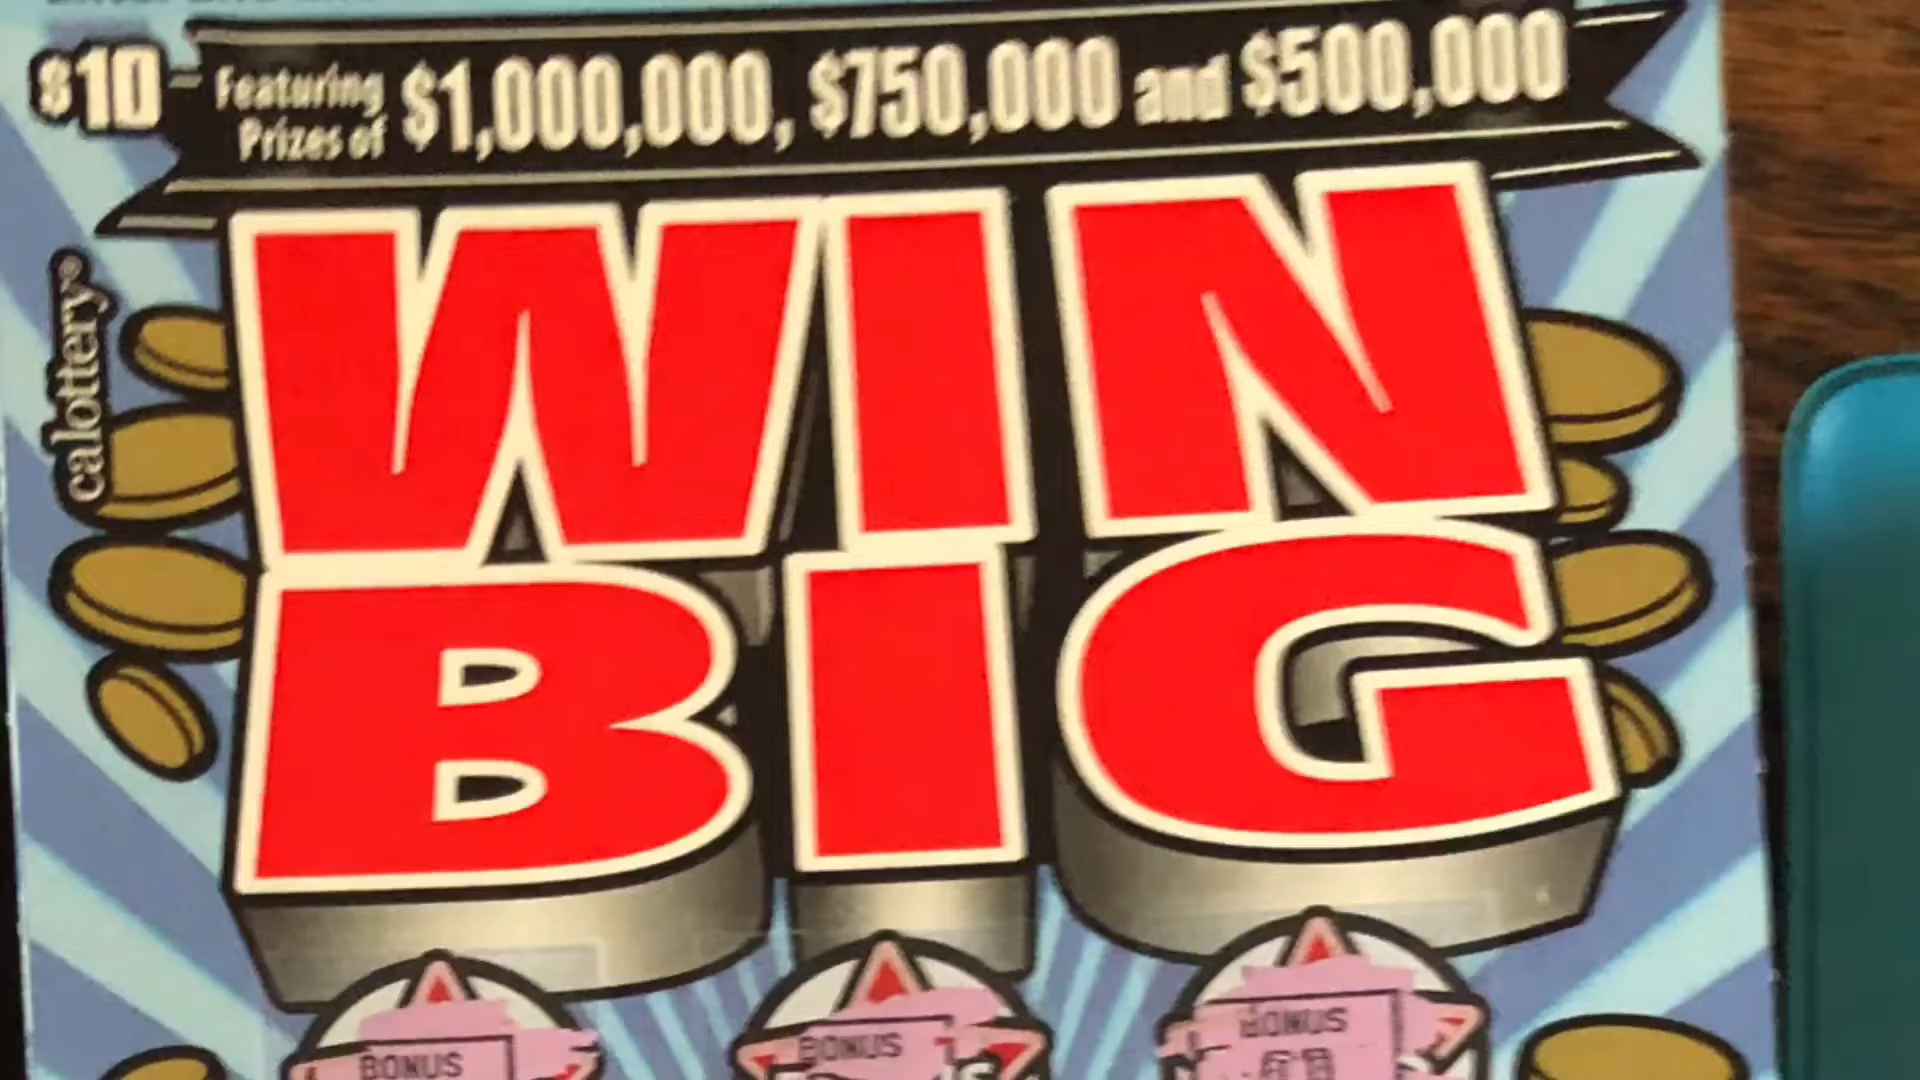 $10
Featuring
Prizes of
$1,000,000, $750,000 and $500,000
calottery®
WIN
BIG
BONUS
BONUS
BONUS